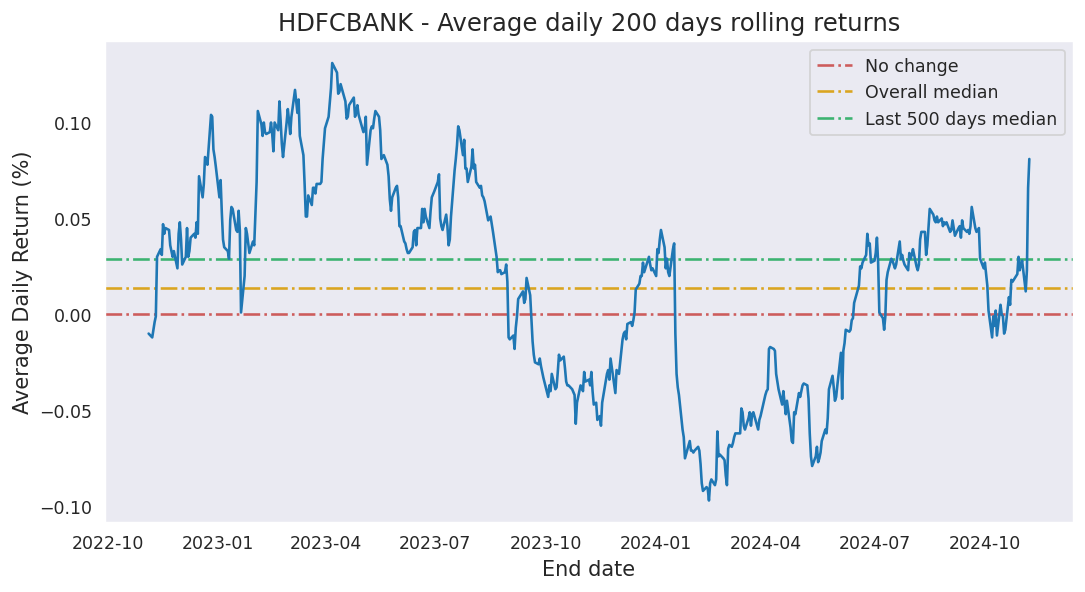 HDFCBANK - Average daily 200 days rolling returns
No change
Overall median
Last 500 days median
Average Daily Return (%)
0.10
0.05
0.00
−0.05
−0.10
2022-10 2023-01 2023-04 2023-07 2023-10 2024-01 2024-04 2024-07 2024-10
End date